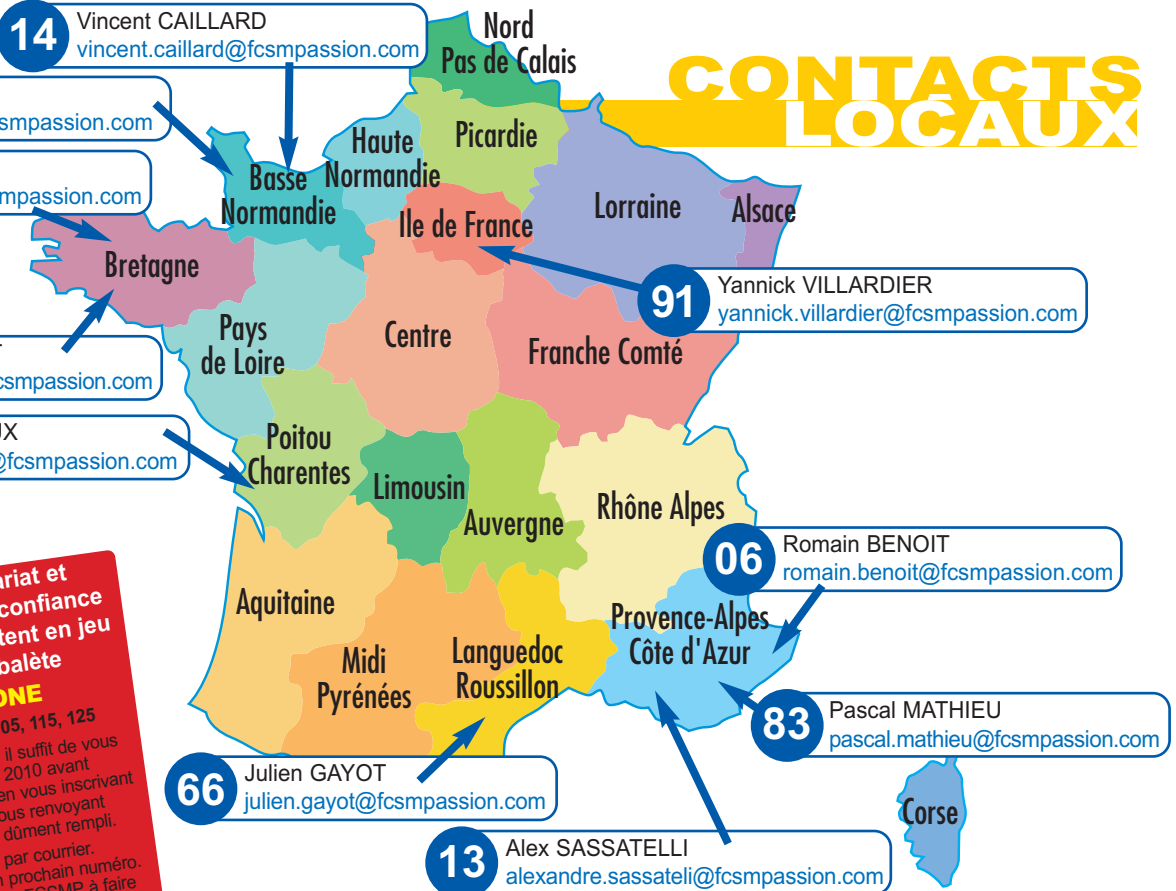 CONTACTS
LOCAUX
14
Vincent CAILLARD
vincent.caillard@fcsmpassion.com
smpassion.com
mpassion.com
csmpassion.com
UX
@fcsmpassion.com
Nord
Pas de Calais
Picardie
Haute
Normandie
Basse
Normandie
Ile de France
Lorraine
Alsace
Bretagne
91
Yannick VILLARDIER
yannick.villardier@fcsmpassion.com
Pays
de Loire
Centre
Franche Comté
Poitou
Charentes
Limousin
Auvergne
Rhône Alpes
06
Romain BENOIT
romain.benoit@fcsmpassion.com
Aquitaine
Midi
Pyrénées
Languedoc
Roussillon
Provence-Alpes
Côte d'Azur
83
Pascal MATHIEU
pascal.mathieu@fcsmpassion.com
66
Julien GAYOT
julien.gayot@fcsmpassion.com
Corse
13
Alex SASSATELLI
alexandre.sassateli@fcsmpassion.com
ariat et
confiance
tent en jeu
balète
ONE
05, 115, 125
il suffit de vous
2010 avant
en vous inscrivant
ous renvoyant
dûment rempli.
par courrier.
n prochain numéro.
FCSMP à faire